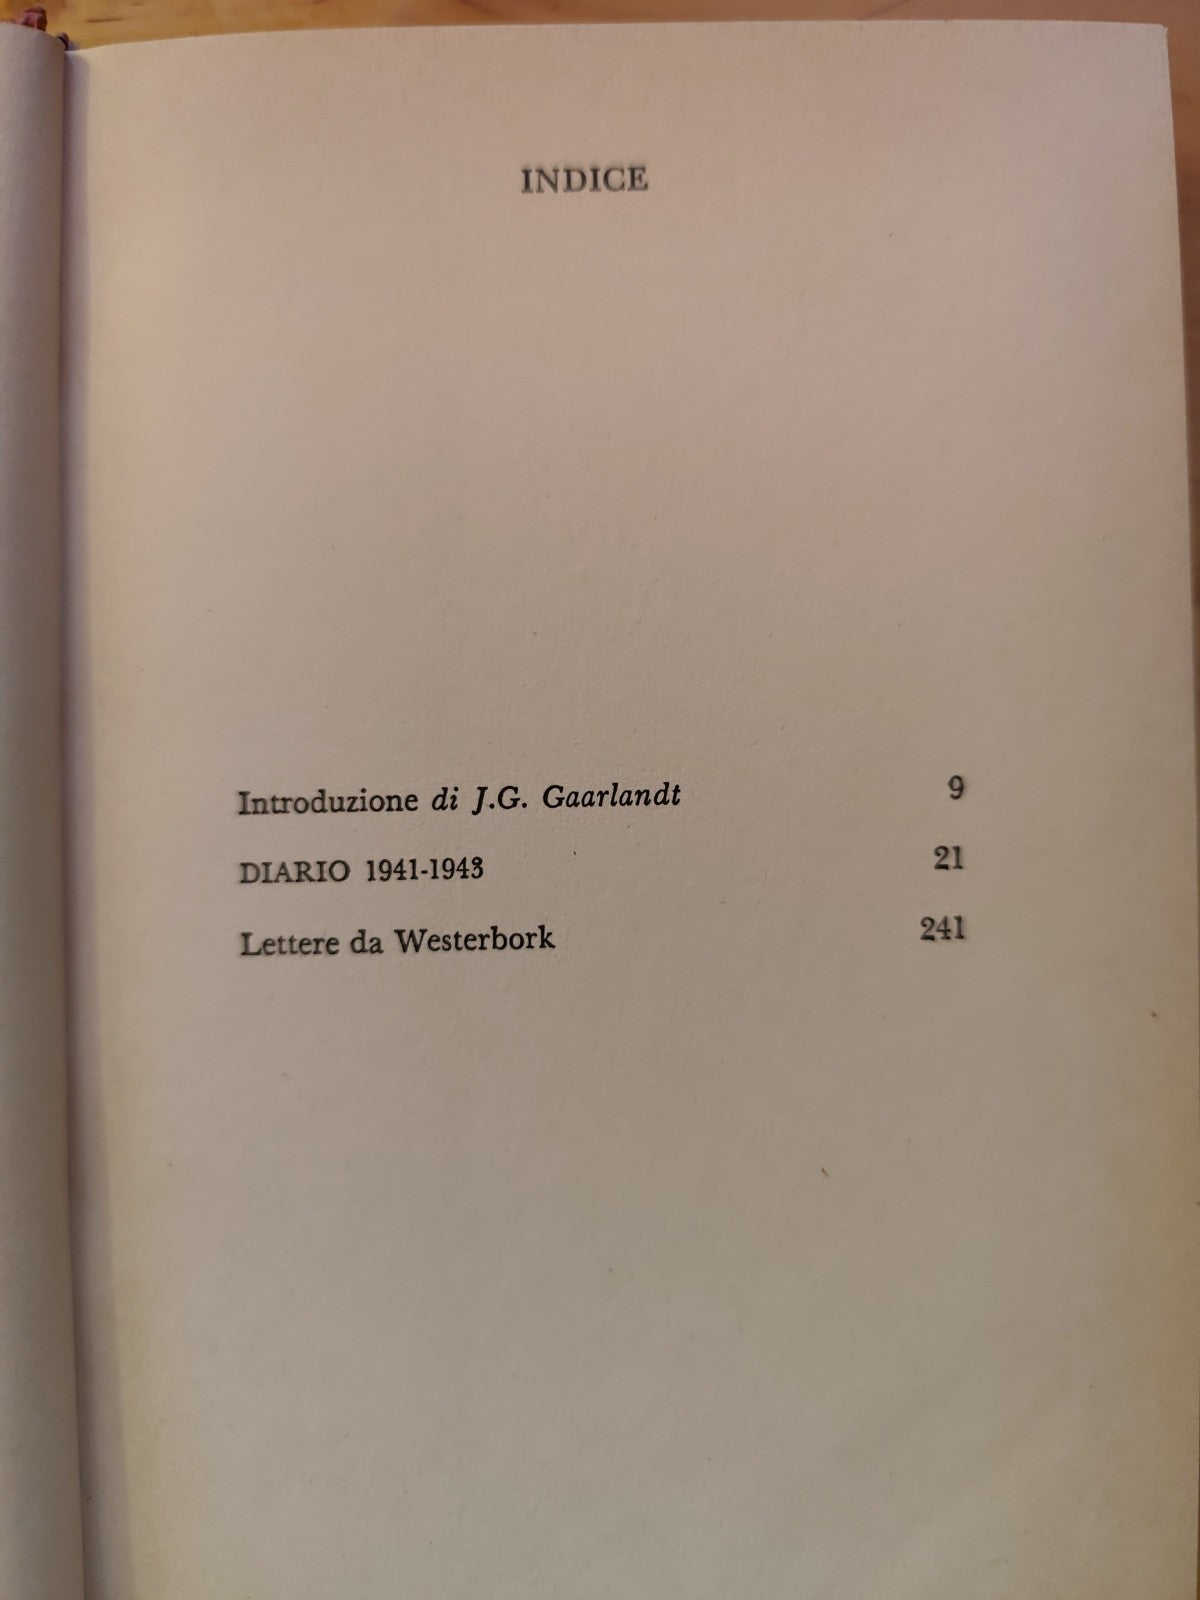 INDICE
Introduzione di J.G. Gaarlandt 9
DIARIO 1941-1943 21
Lettere da Westerbork 241